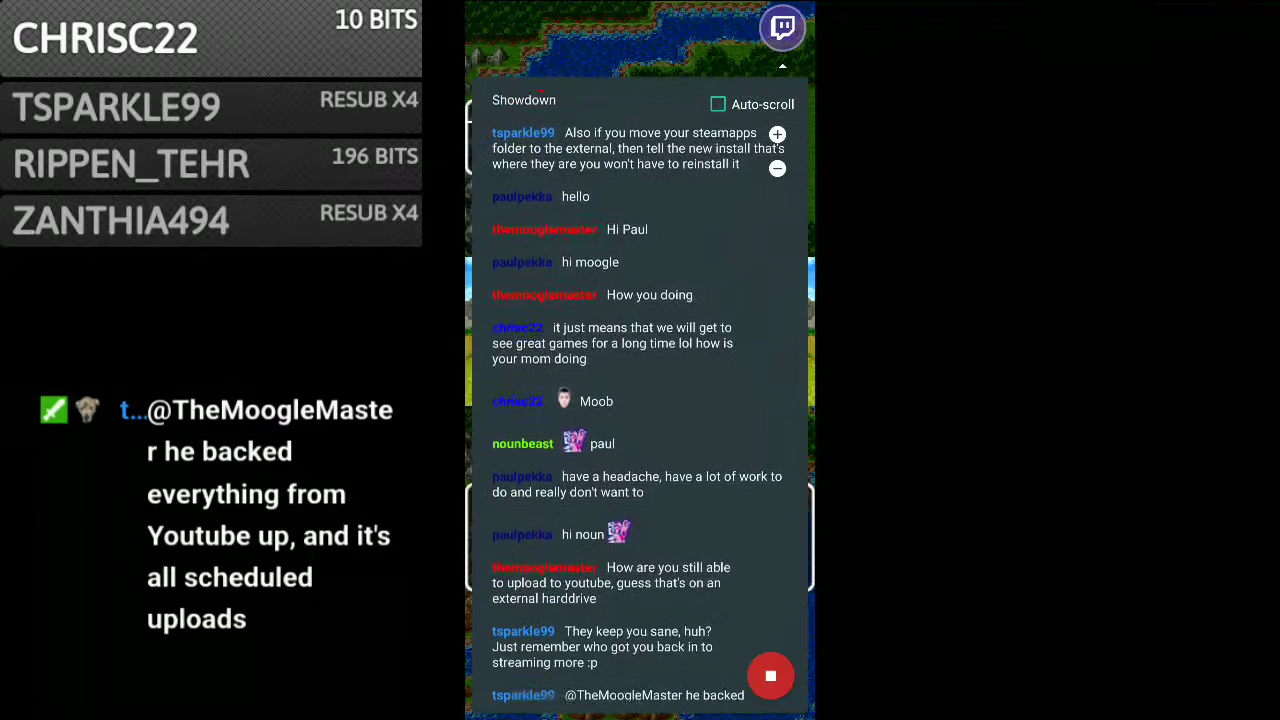 CHRISC22 10 BITS
TSPARKLE99 RESUB X4
RIPPEN_TEHR 196 BITS
ZANTHIA494 RESUB X4
t...@TheMoogleMaste
r he backed
everything from
Youtube up, and it's
all scheduled
uploads
Showdown
Auto-scroll
tsparkle99 Also if you move your steamapps
folder to the external, then tell the new install that's
where they are you won't have to reinstall it
paulpekka hello
themooglemaster Hi Paul
paulpekka hi moogle
themooglemaster How you doing
chrisc22 it just means that we will get to
see great games for a long time lol how is
your mom doing
chrisc22 Moob
nounbeast paul
paulpekka have a headache, have a lot of work to
do and really don't want to
paulpekka hi noun
themooglemaster How are you still able
to upload to youtube, guess that's on an
external harddrive
tsparkle99 They keep you sane, huh?
Just remember who got you back in to
streaming more :p
tsparkle99 @TheMoogleMaster he backed